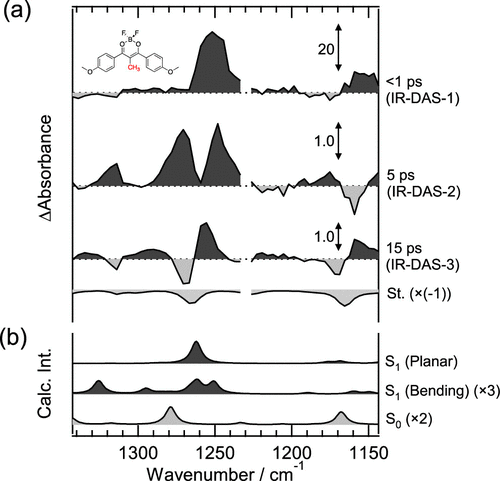 (a)
F
F
B
O
O
O
O
CH₃
20
<1 ps
(IR-DAS-1)
1.0
5 ps
(IR-DAS-2)
1.0
15 ps
(IR-DAS-3)
St. (×(-1))
ΔAbsorbance
(b)
S₁ (Planar)
S₁ (Bending) (×3)
S₀ (×2)
Calc. Int.
1300 1250 1200 1150
Wavenumber / cm⁻¹